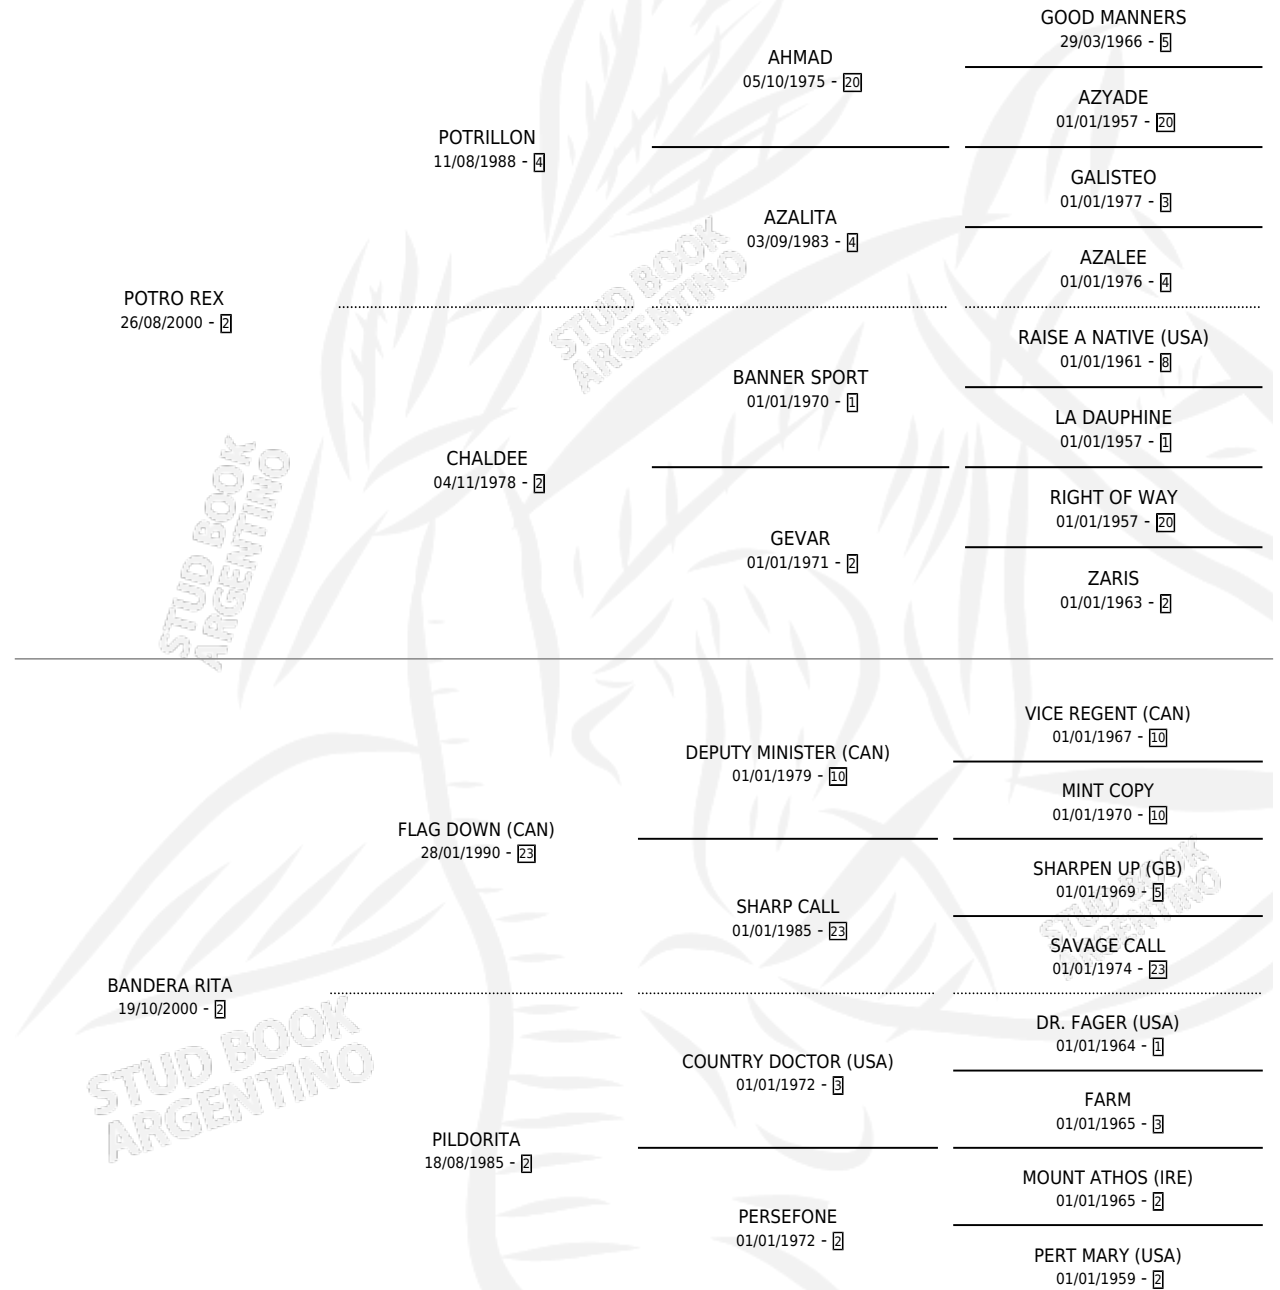 GOOD MANNERS
29/03/1966 - 5
AHMAD
05/10/1975 - 20
AZYADE
01/01/1957 - 20
POTRILLON
11/08/1988 - 4
GALISTEO
01/01/1977 - 3
AZALITA
03/09/1983 - 4
AZALEE
01/01/1976 - 4
POTRO REX
26/08/2000 - 2
STUD BOOK
ARGENTINO
RAISE A NATIVE (USA)
01/01/1961 - 8
BANNER SPORT
01/01/1970 - 1
LA DAUPHINE
01/01/1957 - 1
CHALDEE
04/11/1978 - 2
RIGHT OF WAY
01/01/1957 - 20
GEVAR
01/01/1971 - 2
ZARIS
01/01/1963 - 2
STUD BOOK
ARGENTINO
VICE REGENT (CAN)
01/01/1967 - 10
DEPUTY MINISTER (CAN)
01/01/1979 - 10
MINT COPY
01/01/1970 - 10
FLAG DOWN (CAN)
28/01/1990 - 23
SHARPEN UP (GB)
01/01/1969 - 5
SHARP CALL
01/01/1985 - 23
STUD BOOK
ARGENTINO
SAVAGE CALL
01/01/1974 - 23
BANDERA RITA
19/10/2000 - 2
STUD BOOK
ARGENTINO
DR. FAGER (USA)
01/01/1964 - 1
COUNTRY DOCTOR (USA)
01/01/1972 - 3
FARM
01/01/1965 - 3
PILDORITA
18/08/1985 - 2
MOUNT ATHOS (IRE)
01/01/1965 - 2
PERSEFONE
01/01/1972 - 2
PERT MARY (USA)
01/01/1959 - 2